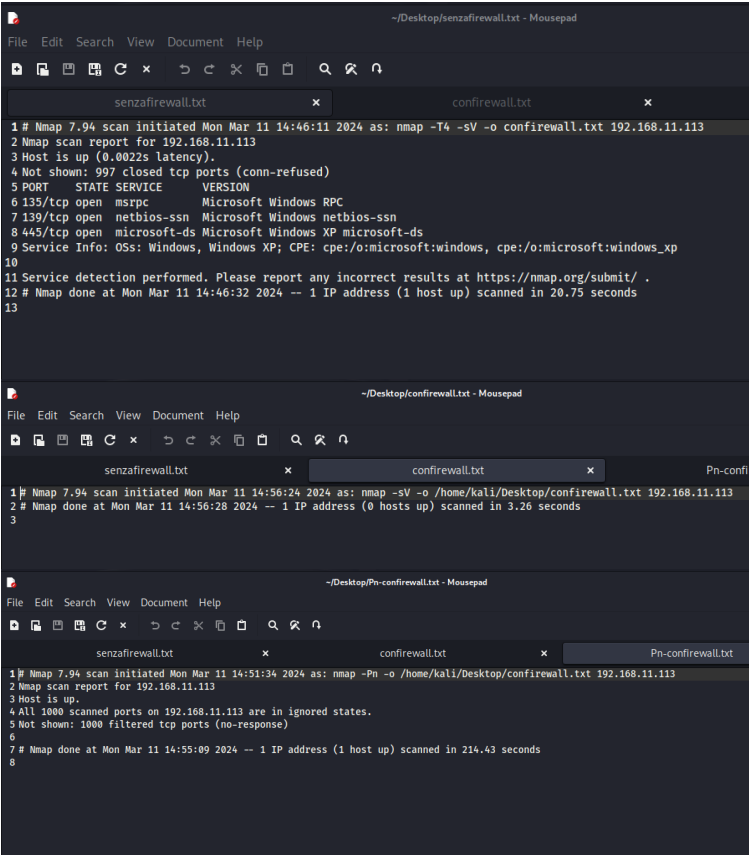 ~/Desktop/senzafirewall.txt - Mousepad
File Edit Search View Document Help
senzafirewall.txt × confirewall.txt ×
1 # Nmap 7.94 scan initiated Mon Mar 11 14:46:11 2024 as: nmap -T4 -sV -o confirewall.txt 192.168.11.113
2 Nmap scan report for 192.168.11.113
3 Host is up (0.0022s latency).
4 Not shown: 997 closed tcp ports (conn-refused)
5 PORT STATE SERVICE VERSION
6 135/tcp open msrpc Microsoft Windows RPC
7 139/tcp open netbios-ssn Microsoft Windows netbios-ssn
8 445/tcp open microsoft-ds Microsoft Windows XP microsoft-ds
9 Service Info: OSs: Windows, Windows XP; CPE: cpe:/o:microsoft:windows, cpe:/o:microsoft:windows_xp
10
11 Service detection performed. Please report any incorrect results at https://nmap.org/submit/ .
12 # Nmap done at Mon Mar 11 14:46:32 2024 -- 1 IP address (1 host up) scanned in 20.75 seconds
13
~/Desktop/confirewall.txt - Mousepad
File Edit Search View Document Help
senzafirewall.txt × confirewall.txt × Pn-confi
1 # Nmap 7.94 scan initiated Mon Mar 11 14:56:24 2024 as: nmap -sV -o /home/kali/Desktop/confirewall.txt 192.168.11.113
2 # Nmap done at Mon Mar 11 14:56:28 2024 -- 1 IP address (0 hosts up) scanned in 3.26 seconds
3
~/Desktop/Pn-confirewall.txt - Mousepad
File Edit Search View Document Help
senzafirewall.txt × confirewall.txt × Pn-confirewall.txt
1 # Nmap 7.94 scan initiated Mon Mar 11 14:51:34 2024 as: nmap -Pn -o /home/kali/Desktop/confirewall.txt 192.168.11.113
2 Nmap scan report for 192.168.11.113
3 Host is up.
4 All 1000 scanned ports on 192.168.11.113 are in ignored states.
5 Not shown: 1000 filtered tcp ports (no-response)
6
7 # Nmap done at Mon Mar 11 14:55:09 2024 -- 1 IP address (1 host up) scanned in 214.43 seconds
8